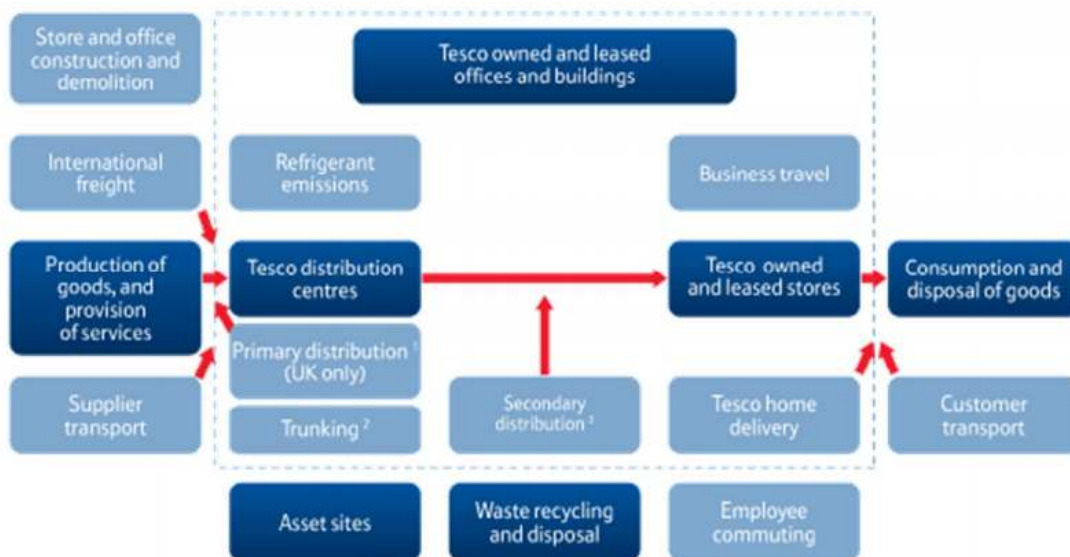 Store and office
construction and
demolition
Tesco owned and leased
offices and buildings
International
freight
Refrigerant
emissions
Business travel
Production of
goods, and
provision
of services
Tesco distribution
centres
Tesco owned
and leased stores
Consumption and
disposal of goods
Primary distribution ¹
(UK only)
Supplier
transport
Trunking ²
Secondary
distribution ³
Tesco home
delivery
Customer
transport
Asset sites
Waste recycling
and disposal
Employee
commuting